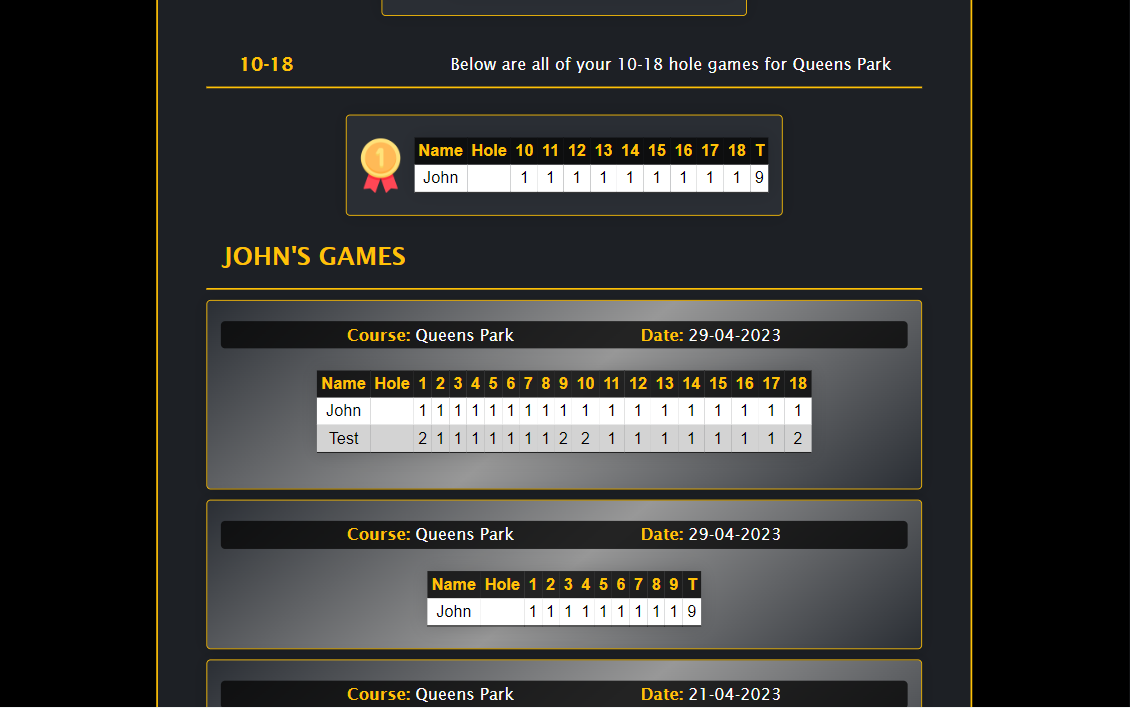 10-18 Below are all of your 10-18 hole games for Queens Park
1 Name Hole 10 11 12 13 14 15 16 17 18 T
John 1 1 1 1 1 1 1 1 1 9
JOHN'S GAMES
Course: Queens Park Date: 29-04-2023
Name Hole 1 2 3 4 5 6 7 8 9 10 11 12 13 14 15 16 17 18
John 1 1 1 1 1 1 1 1 1 1 1 1 1 1 1 1 1 1
Test 2 1 1 1 1 1 1 1 2 2 1 1 1 1 1 1 1 2
Course: Queens Park Date: 29-04-2023
Name Hole 1 2 3 4 5 6 7 8 9 T
John 1 1 1 1 1 1 1 1 1 9
Course: Queens Park Date: 21-04-2023